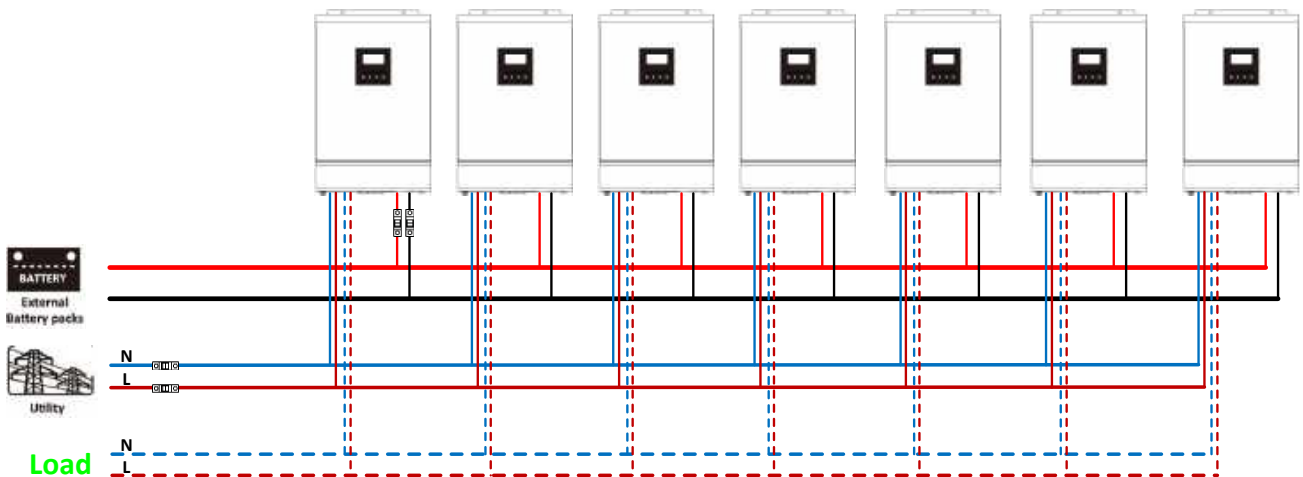 BATTERY
External
Battery packs
N
L
Utility
N
Load
L